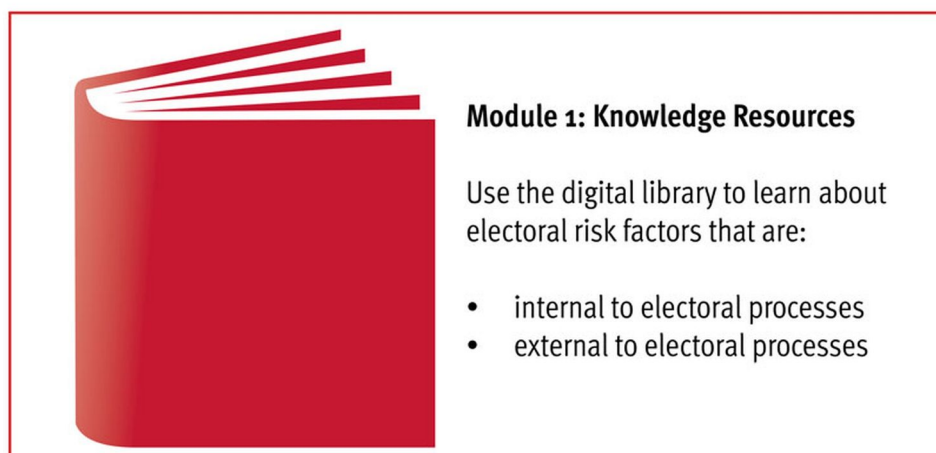 Module 1: Knowledge Resources
Use the digital library to learn about
electoral risk factors that are:
• internal to electoral processes
• external to electoral processes